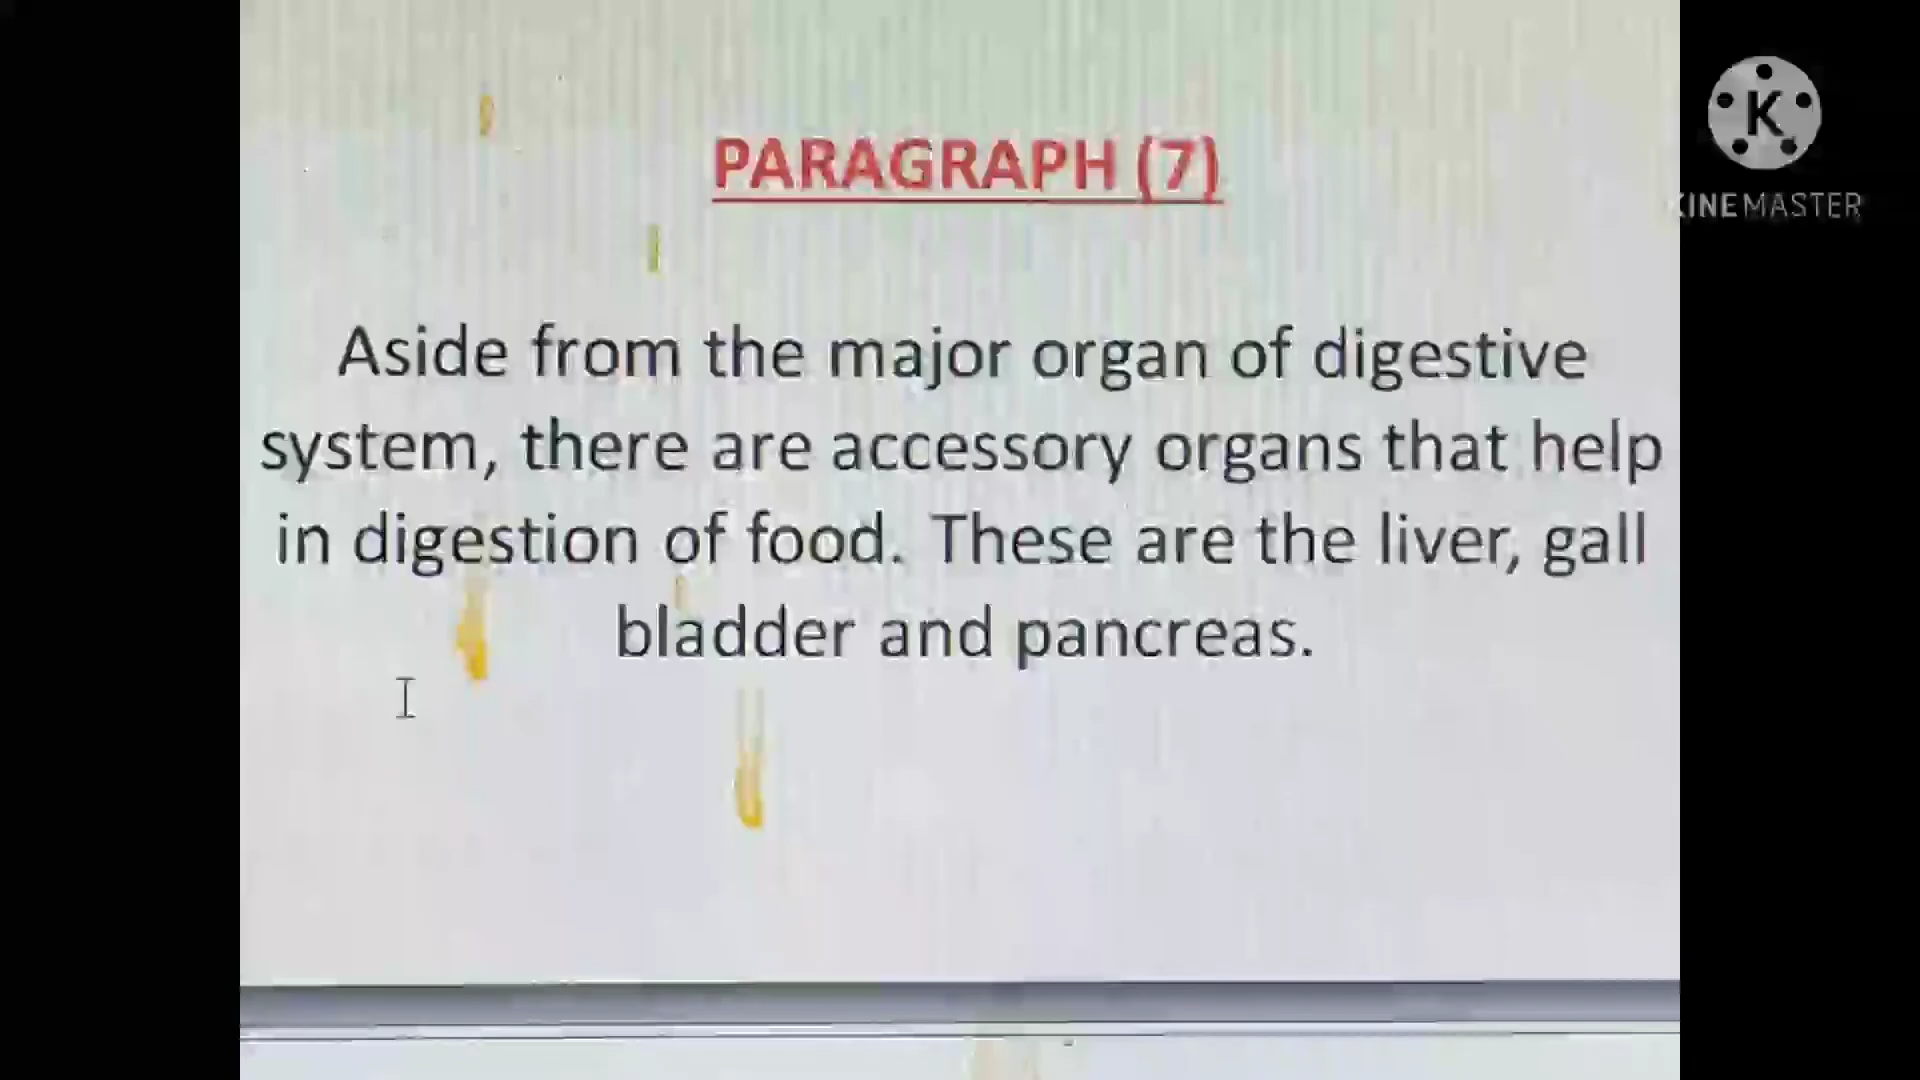 PARAGRAPH (7)
Aside from the major organ of digestive
system, there are accessory organs that help
in digestion of food. These are the liver, gall
bladder and pancreas.
K
KINEMASTER